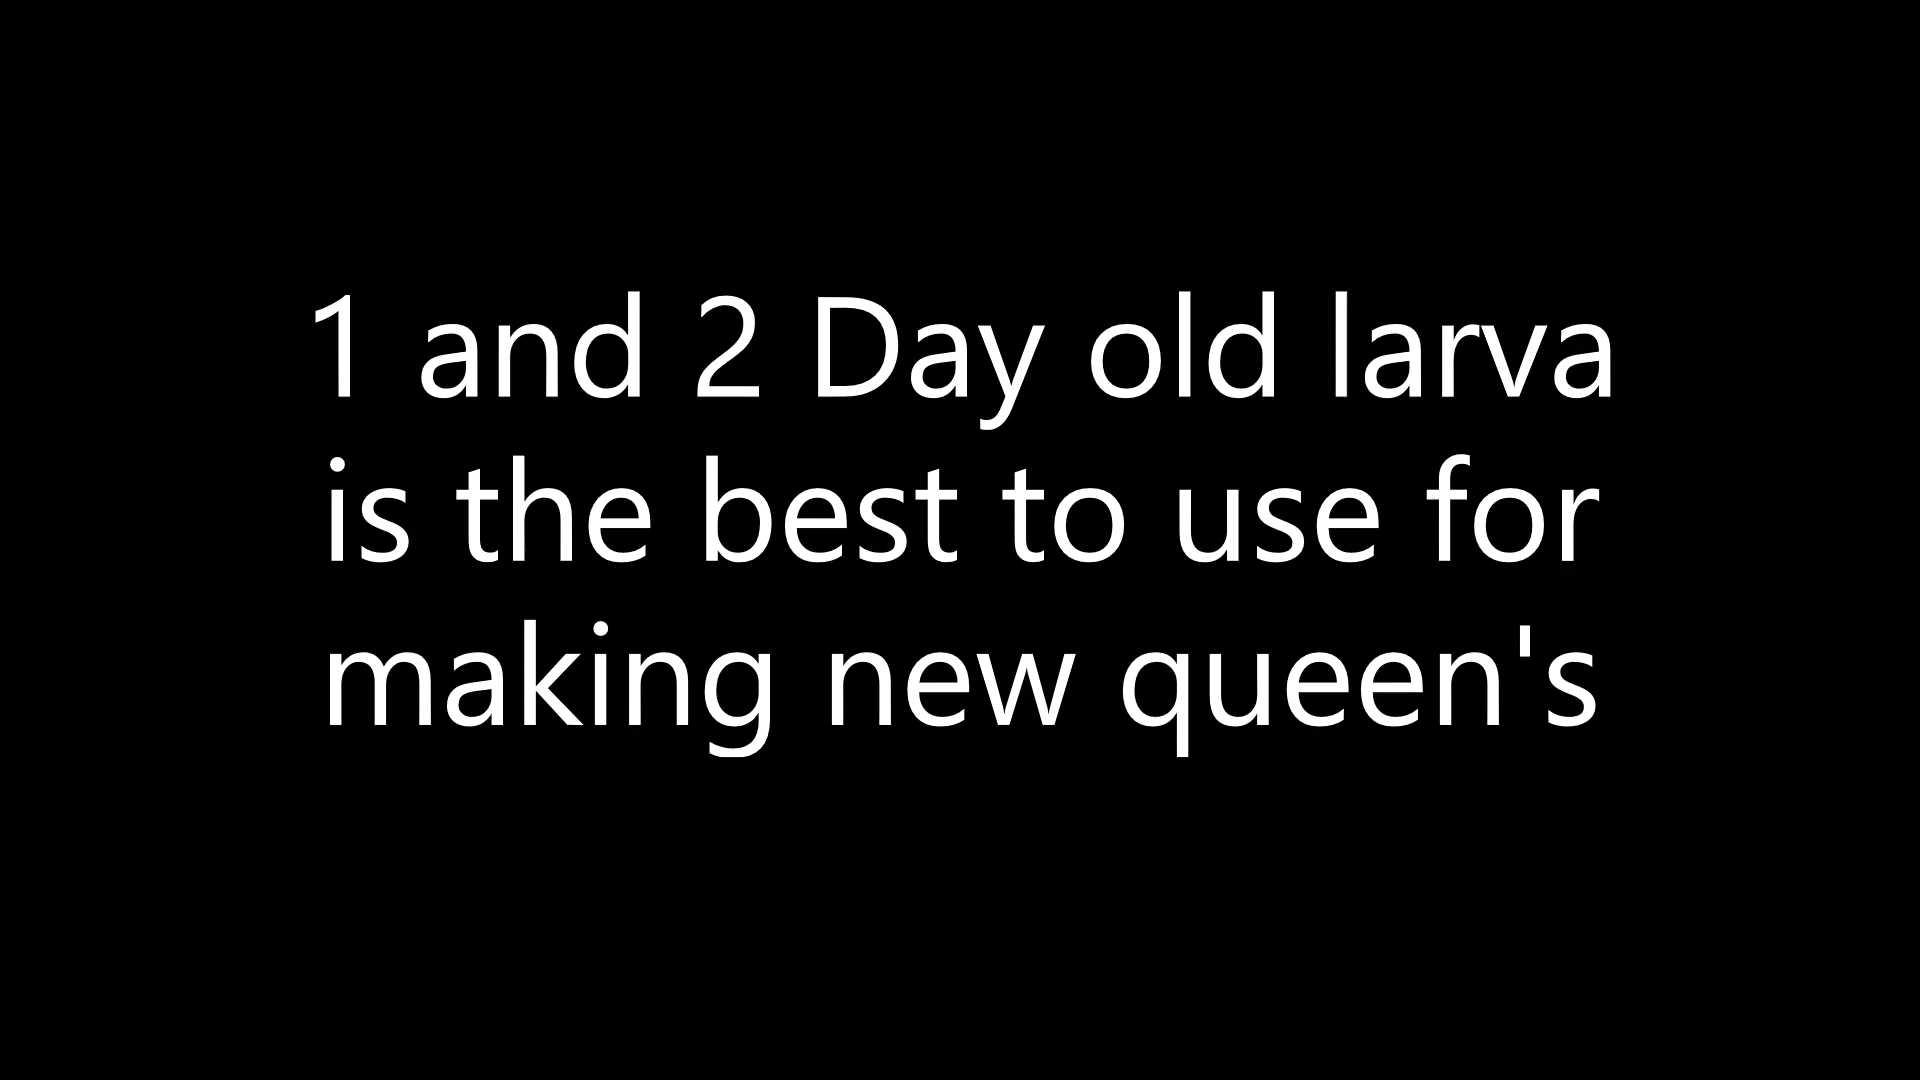 1 and 2 Day old larva
is the best to use for
making new queen's